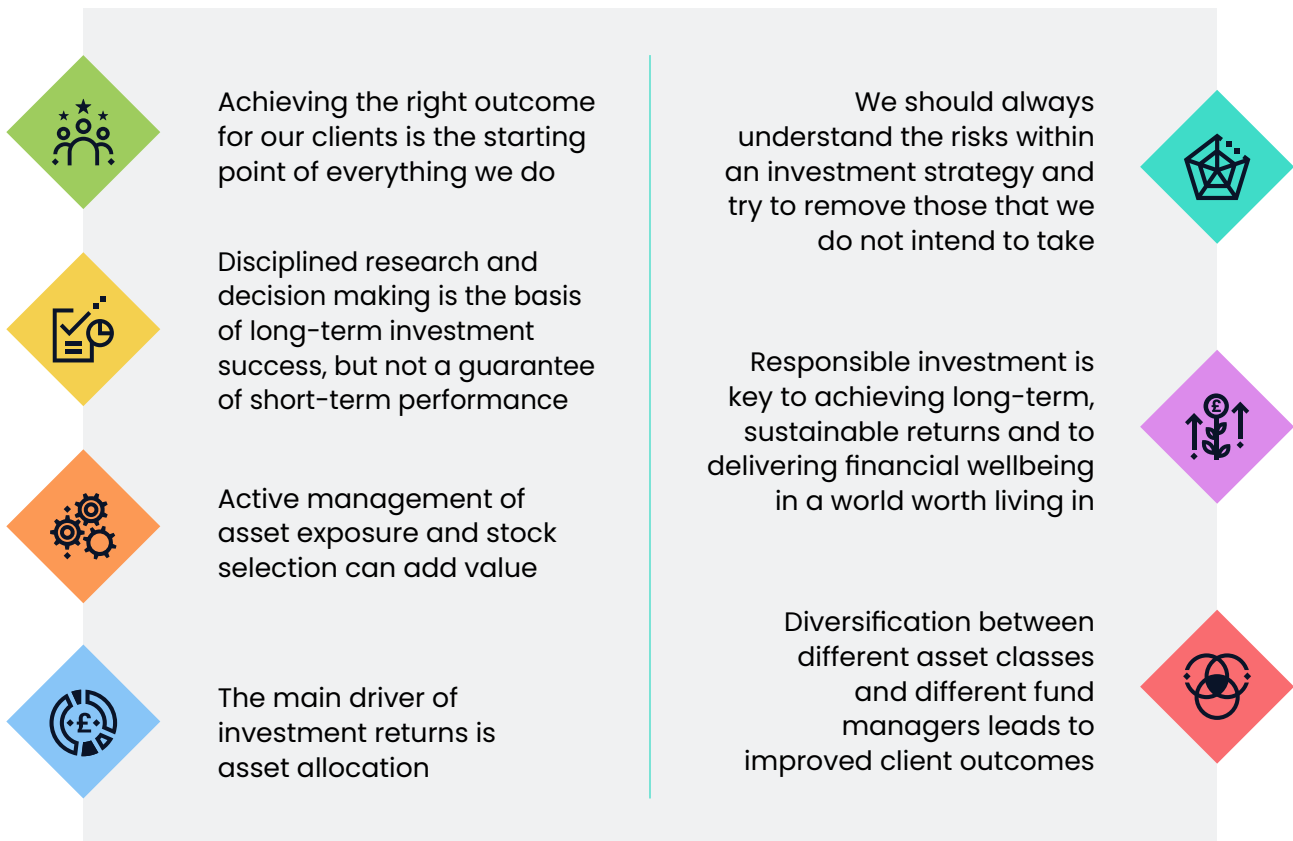 Achieving the right outcome
for our clients is the starting
point of everything we do
Disciplined research and
decision making is the basis
of long-term investment
success, but not a guarantee
of short-term performance
Active management of
asset exposure and stock
selection can add value
£
The main driver of
investment returns is
asset allocation
We should always
understand the risks within
an investment strategy and
try to remove those that we
do not intend to take
Responsible investment is
key to achieving long-term,
sustainable returns and to
delivering financial wellbeing
in a world worth living in
£
Diversification between
different asset classes
and different fund
managers leads to
improved client outcomes